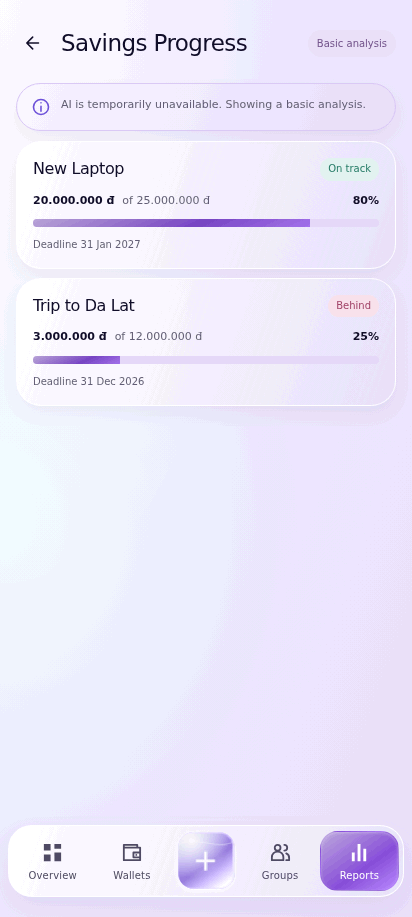 Savings Progress
Basic analysis
AI is temporarily unavailable. Showing a basic analysis.
New Laptop
On track
20.000.000 đ of 25.000.000 đ
80%
Deadline 31 Jan 2027
Trip to Da Lat
Behind
3.000.000 đ of 12.000.000 đ
25%
Deadline 31 Dec 2026
Overview
Wallets
Groups
Reports